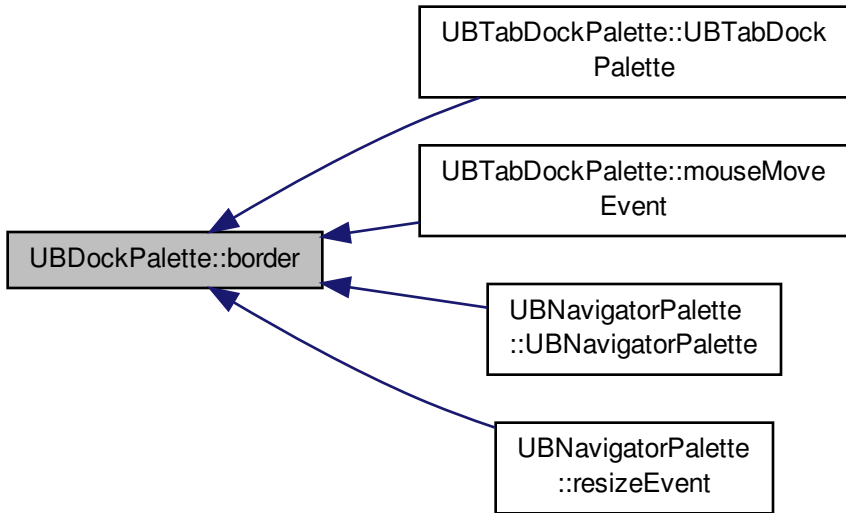 UBTabDockPalette::UBTabDock
Palette
UBTabDockPalette::mouseMove
Event
UBDockPalette::border
UBNavigatorPalette
::UBNavigatorPalette
UBNavigatorPalette
::resizeEvent